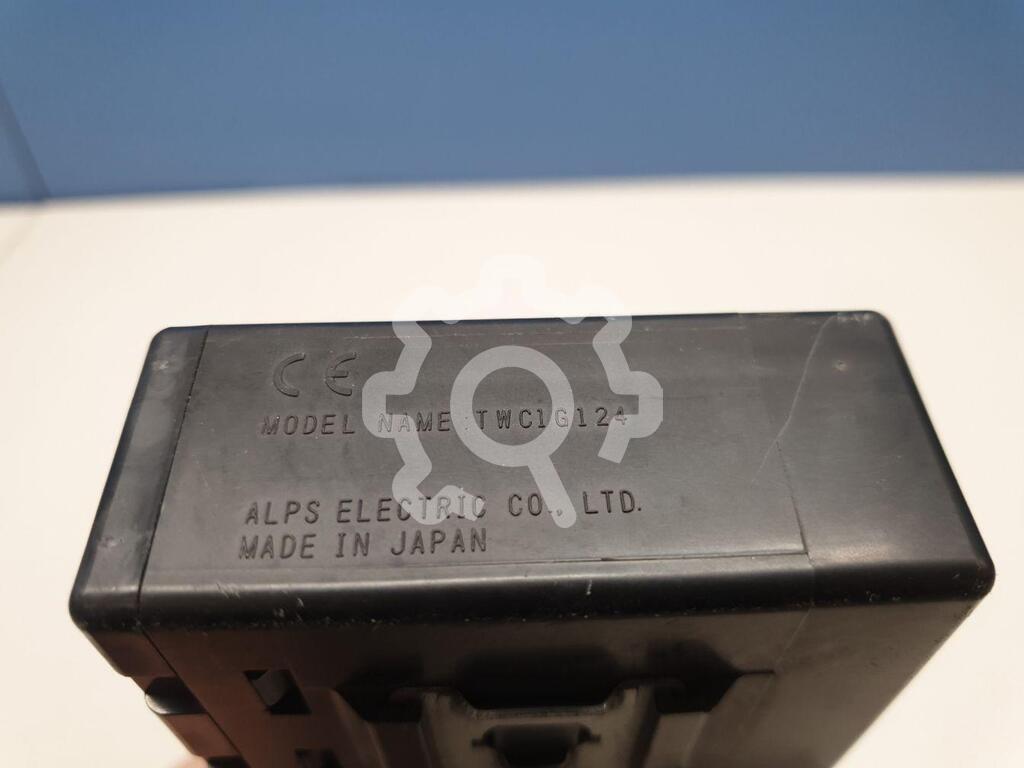 CE
MODEL NAME:TWC1G124
ALPS ELECTRIC CO., LTD.
MADE IN JAPAN